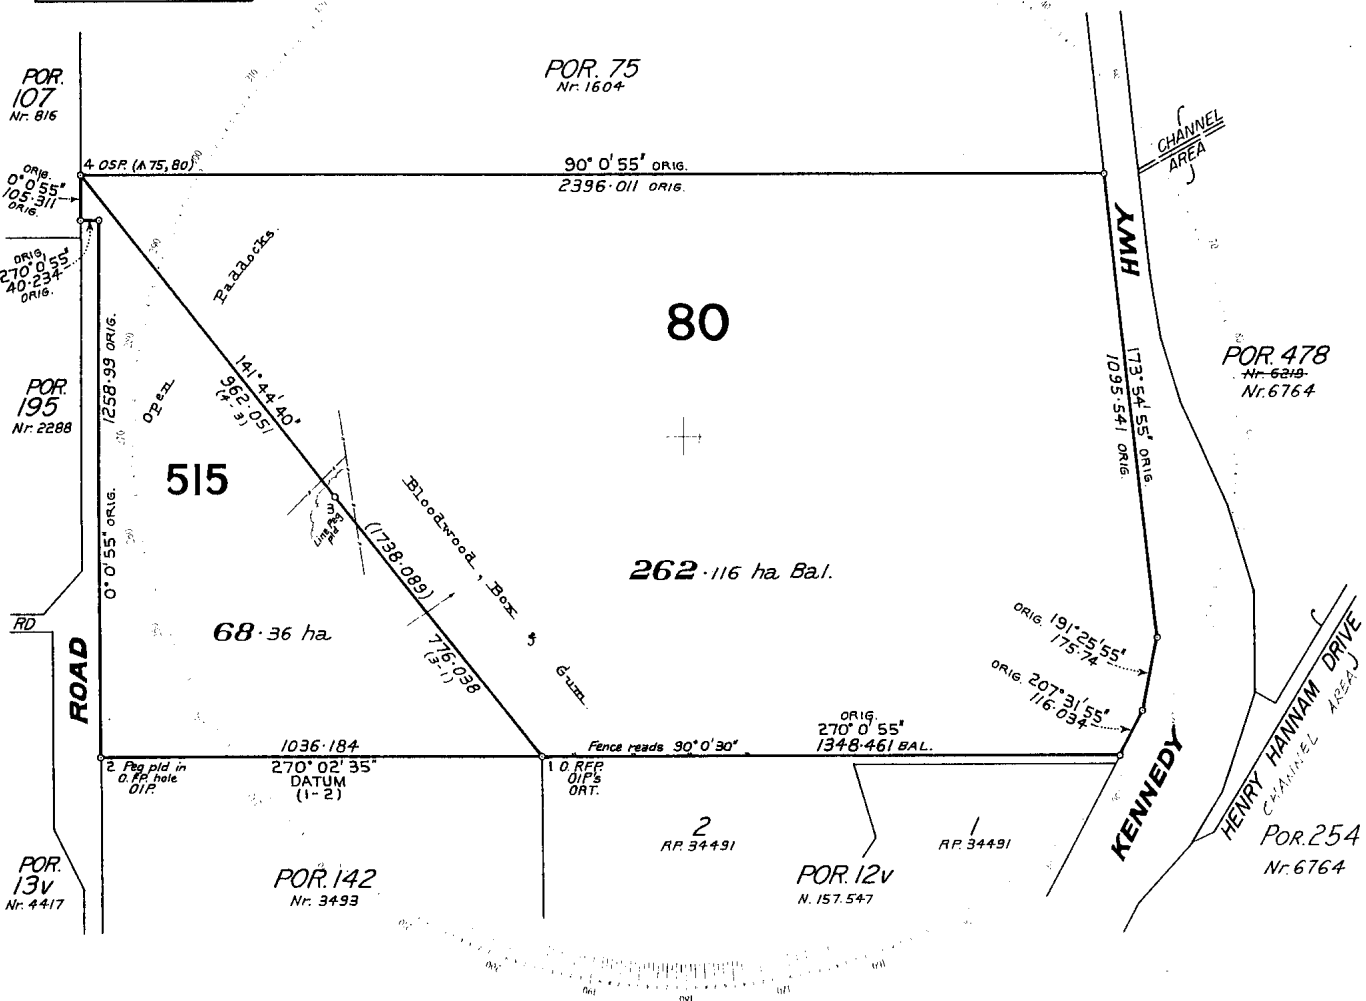 POR. 75
Nr. 1604
POR.
107
Nr. 816
CHANNEL
AREA
4 OSP. (A 75, 80)
90° 0' 55" ORIG.
2396·011 ORIG.
ORIG.
0° 0' 55"
105·311
ORIG.
ORIG.
270° 0' 55"
40·234
ORIG.
Open Paddocks.
HWY
80
173° 54' 55" ORIG.
1095·541 ORIG.
POR. 478
Nr. 6219
Nr. 6764
1258·99 ORIG.
0° 0' 55" ORIG.
POR.
195
Nr. 2288
141° 44' 40"
962·051
(4-3)
515
3
Line Peg
pld
(1738·089)
776·038
(3-1)
Bloodwood, Box & Gum
262·116 ha Bal.
68·36 ha
RD
ROAD
ORIG. 191° 25' 55"
175·74
ORIG. 207° 31' 55"
116·034
HENRY HANNAM DRIVE
CHANNEL AREA
1036·184
270° 02' 35"
DATUM
(1-2)
2 Peg pld in
O. F.P. hole
OIP.
Fence reads 90° 0' 30"
ORIG.
270° 0' 55"
1348·461 BAL.
1 O. RFP.
OIP's
ORT.
KENNEDY
2
RP. 34491
1
RP. 34491
POR. 254
Nr. 6764
POR.
13v
Nr. 4417
POR. 142
Nr. 3493
POR. 12v
N. 157.547